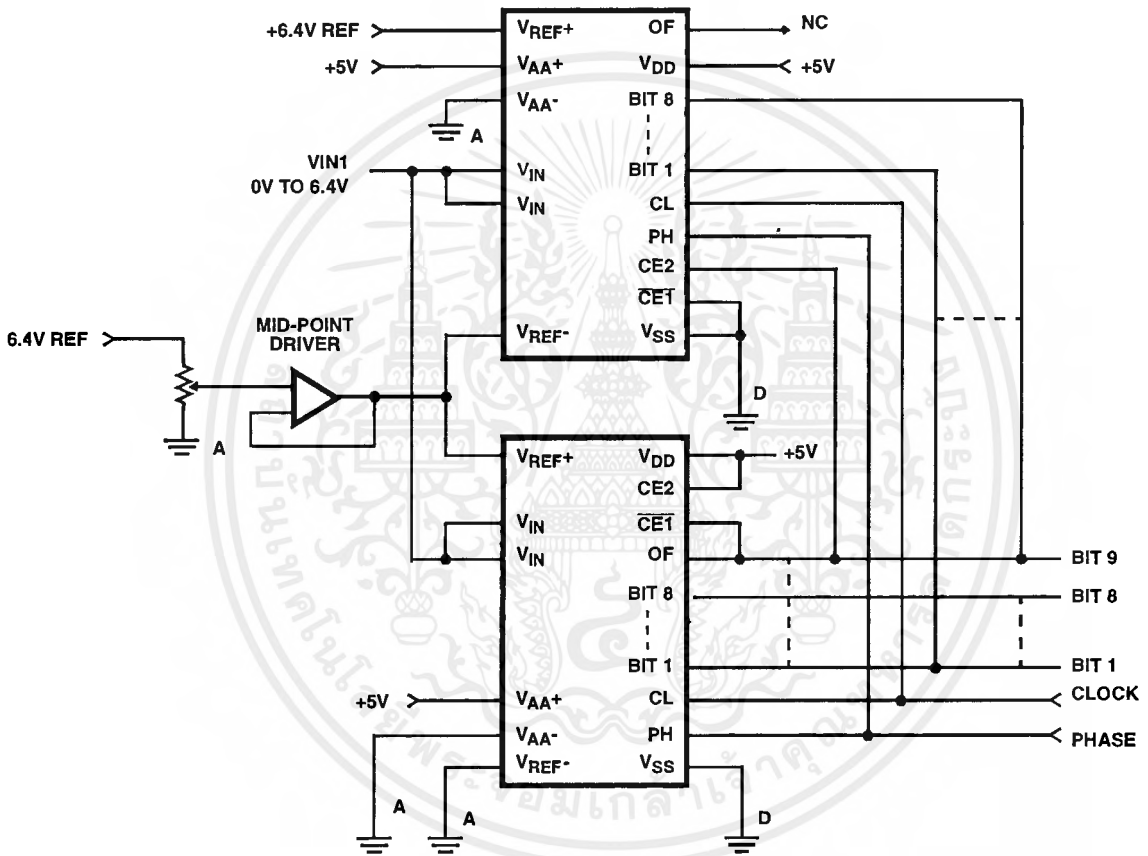 +6.4V REF
+5V
VREF+
VAA+
VAA-
VIN
VIN
VREF-
OF
VDD
BIT 8
BIT 1
CL
PH
CE2
CE1
VSS
NC
+5V
A
VIN1
0V TO 6.4V
6.4V REF
MID-POINT
DRIVER
A
D
VREF+
VIN
VIN
VAA+
VAA-
VREF-
VDD
CE2
CE1
OF
BIT 8
BIT 1
CL
PH
VSS
+5V
+5V
A
A
D
BIT 9
BIT 8
BIT 1
CLOCK
PHASE